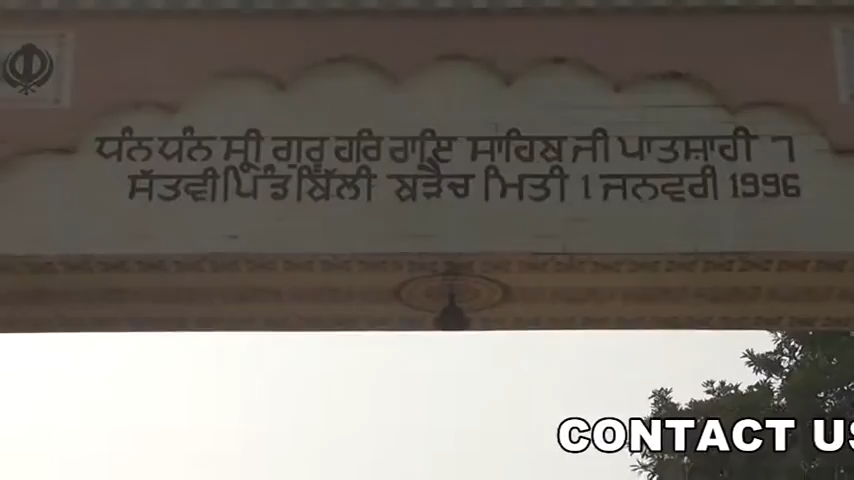 ਧੰਨ ਧੰਨ ਸ੍ਰੀ ਗੁਰੂ ਹਰਿ ਰਾਇ ਸਾਹਿਬ ਜੀ ਪਾਤਸ਼ਾਹੀ ੭
ਸੱਤਵੀਂ ਪਿੰਡ ਬਿੱਲੀ ਬੜੈਚ ਮਿਤੀ 1 ਜਨਵਰੀ 1996
CONTACT US